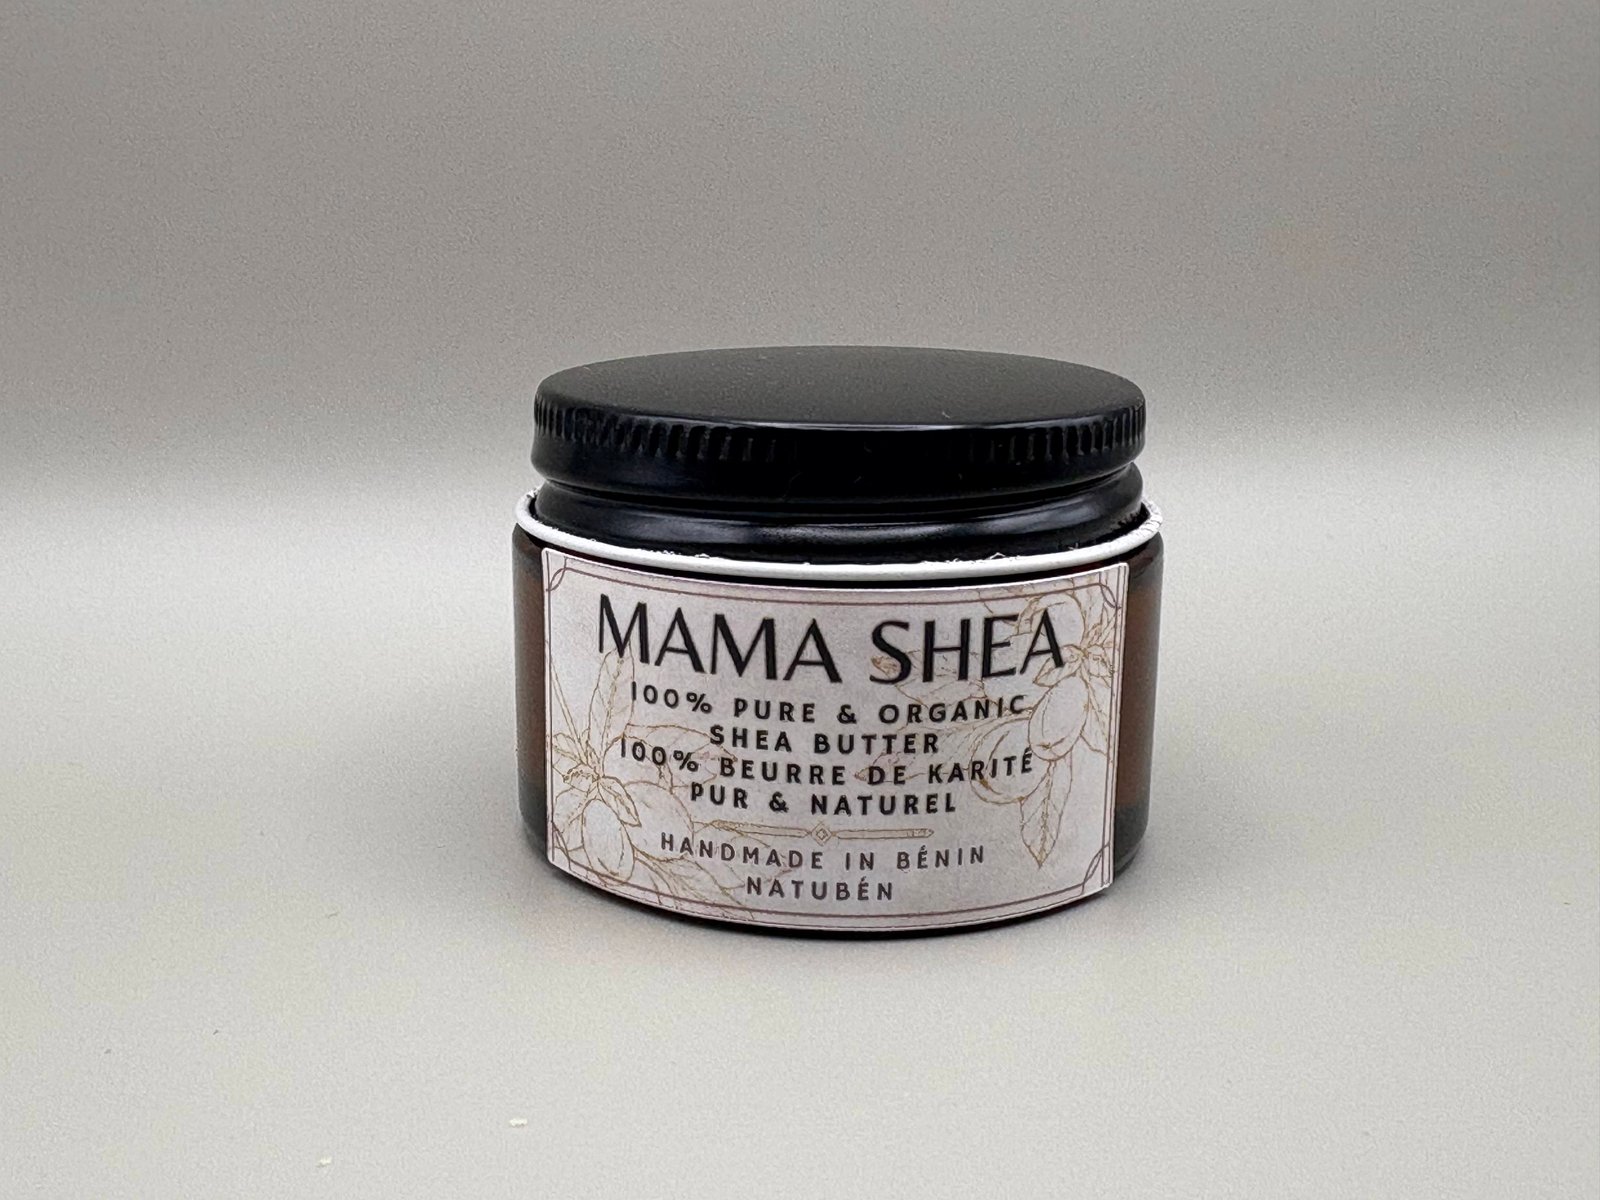 MAMA SHEA
100% PURE & ORGANIC
SHEA BUTTER
100% BEURRE DE KARITÉ
PUR & NATUREL
HANDMADE IN BÉNIN
NATUBÉN